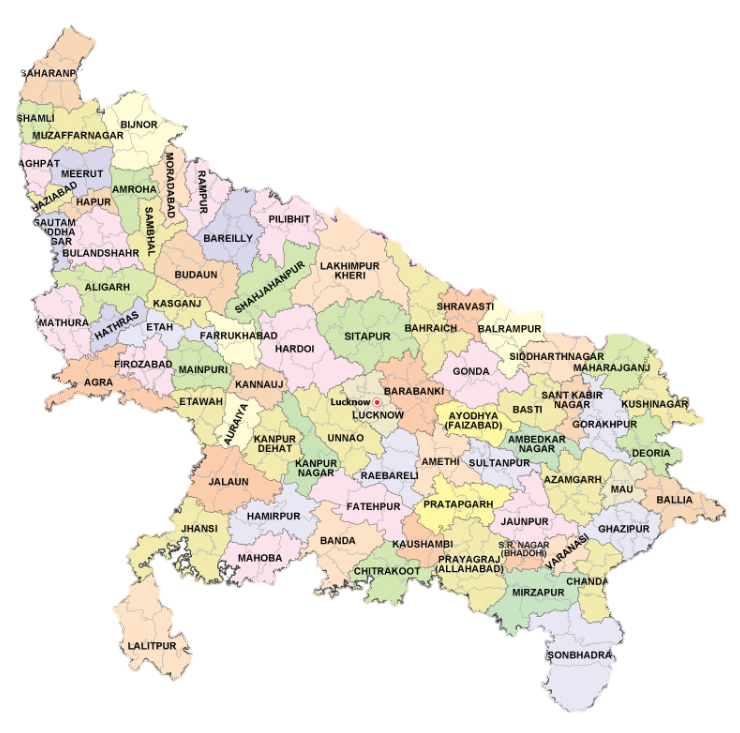 SAHARANP
SHAMLI
MUZAFFARNAGAR
BIJNOR
AGHPAT
MEERUT
HAZIABAD
HAPUR
AMROHA
MORADABAD
RAMPUR
SAMBHAL
GAUTAM
DDHA
GAR
BULANDSHAHR
BAREILLY
PILIBHIT
BUDAUN
SHAHJAHANPUR
LAKHIMPUR
KHERI
ALIGARH
KASGANJ
MATHURA
HATHRAS
ETAH
FARRUKHABAD
HARDOI
SITAPUR
BAHRAICH
SHRAVASTI
BALRAMPUR
SIDDHARTHNAGAR
MAHARAJGANJ
AGRA
FIROZABAD
MAINPURI
KANNAUJ
ETAWAH
AURAIYA
KANPUR
DEHAT
KANPUR
NAGAR
UNNAO
Lucknow
LUCKNOW
BARABANKI
GONDA
AYODHYA
(FAIZABAD)
BASTI
SANT KABIR
NAGAR
KUSHINAGAR
GORAKHPUR
DEORIA
AMBEDKAR
NAGAR
RAEBARELI
AMETHI
SULTANPUR
AZAMGARH
MAU
BALLIA
JALAUN
HAMIRPUR
FATEHPUR
PRATAPGARH
JAUNPUR
GHAZIPUR
JHANSI
MAHOBA
BANDA
KAUSHAMBI
CHITRAKOOT
PRAYAGRAJ
(ALLAHABAD)
S.R. NAGAR
(BHADOHI)
VARANASI
CHANDA
MIRZAPUR
LALITPUR
SONBHADRA